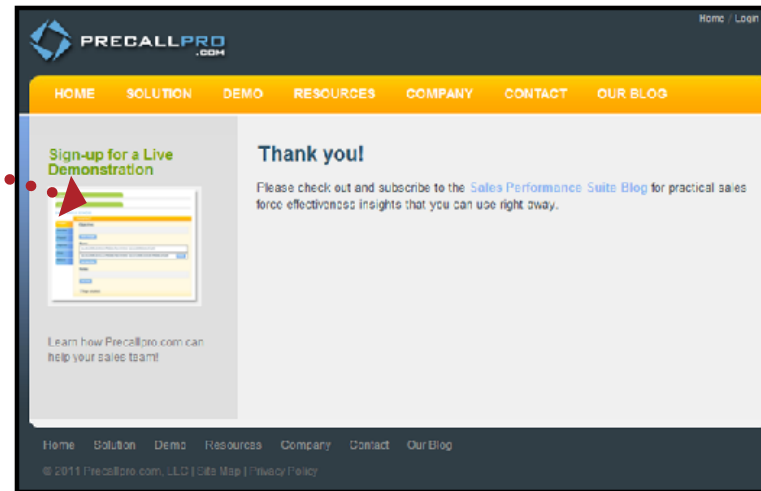 Home / Login
PRECALLPRO
.COM
HOME SOLUTION DEMO RESOURCES COMPANY CONTACT OUR BLOG
Sign-up for a Live
Demonstration
Learn how Precallpro.com can
help your sales team!
Thank you!
Please check out and subscribe to the Sales Performance Suite Blog for practical sales
force effectiveness insights that you can use right away.
Home Solution Demo Resources Company Contact Our Blog
© 2011 Precallpro.com, LLC | Site Map | Privacy Policy